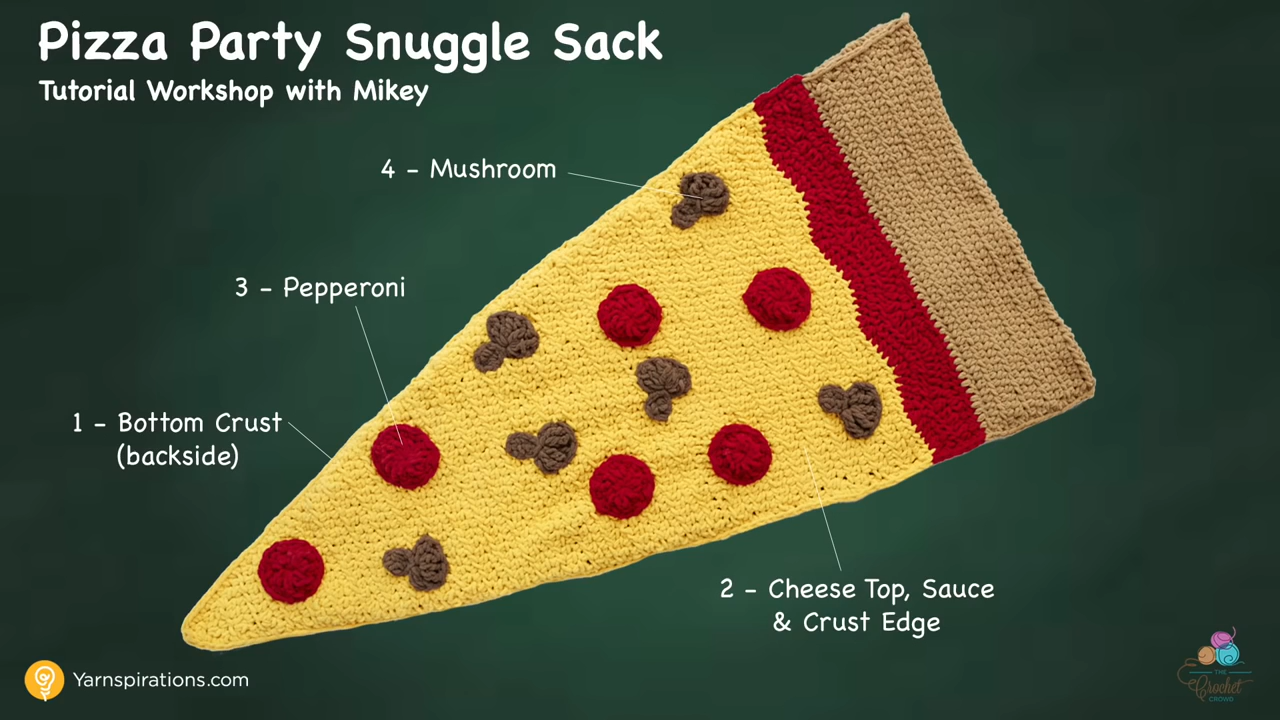 Pizza Party Snuggle Sack
Tutorial Workshop with Mikey
4 - Mushroom
3 - Pepperoni
1 - Bottom Crust
(backside)
2 - Cheese Top, Sauce
& Crust Edge
Yarnspirations.com
THE
Crochet
CROWD